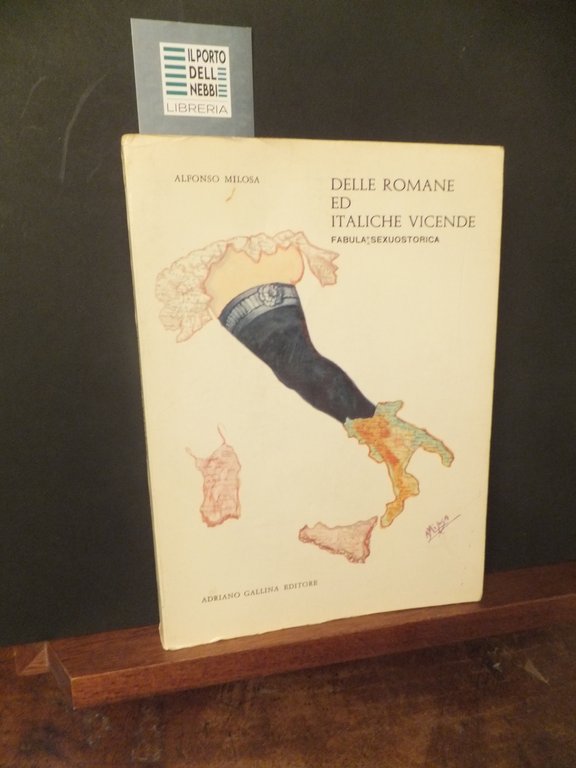 IL PORTO
DELLE
NEBBIE
LIBRERIA
ALFONSO MILOSA
DELLE ROMANE
ED
ITALICHE VICENDE
FABULA SEXUOSTORICA
ADRIANO GALLINA EDITORE